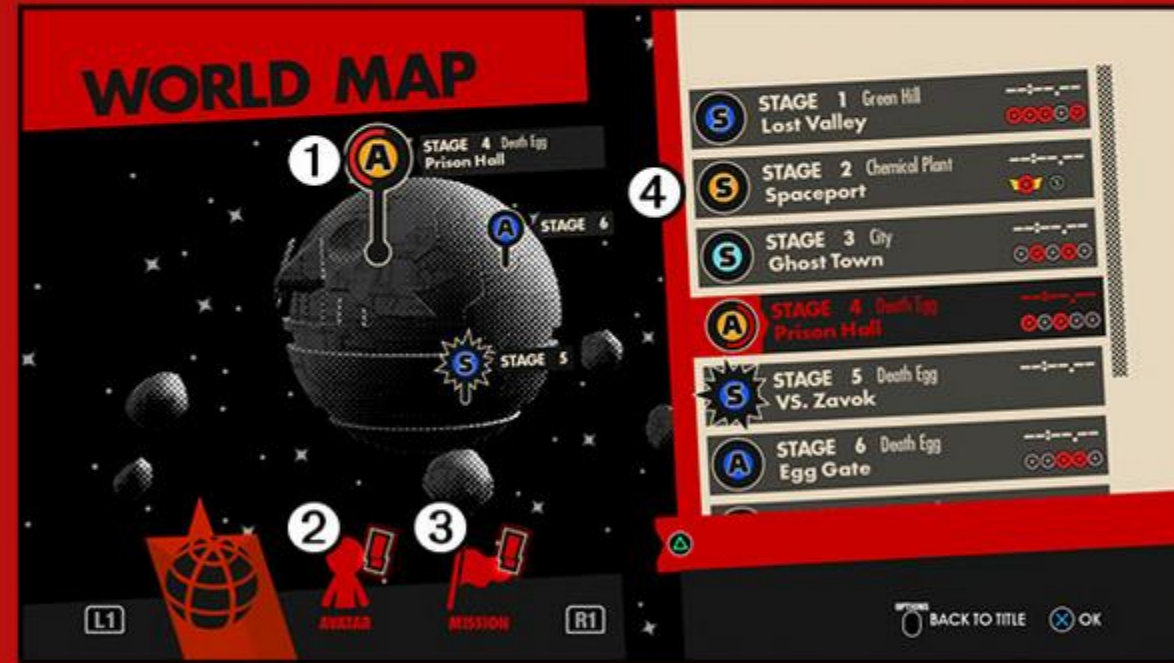 WORLD MAP
1
A
STAGE 4 Death Egg
Prison Hall
A
STAGE 6
S
STAGE 5
2
AVATAR
3
MISSION
L1
R1
4
S
STAGE 1 Green Hill
Lost Valley
--:--.--
S
STAGE 2 Chemical Plant
Spaceport
--:--.--
S
STAGE 3 City
Ghost Town
--:--.--
A
STAGE 4 Death Egg
Prison Hall
--:--.--
S
STAGE 5 Death Egg
VS. Zavok
--:--.--
A
STAGE 6 Death Egg
Egg Gate
--:--.--
OPTIONS
BACK TO TITLE
OK